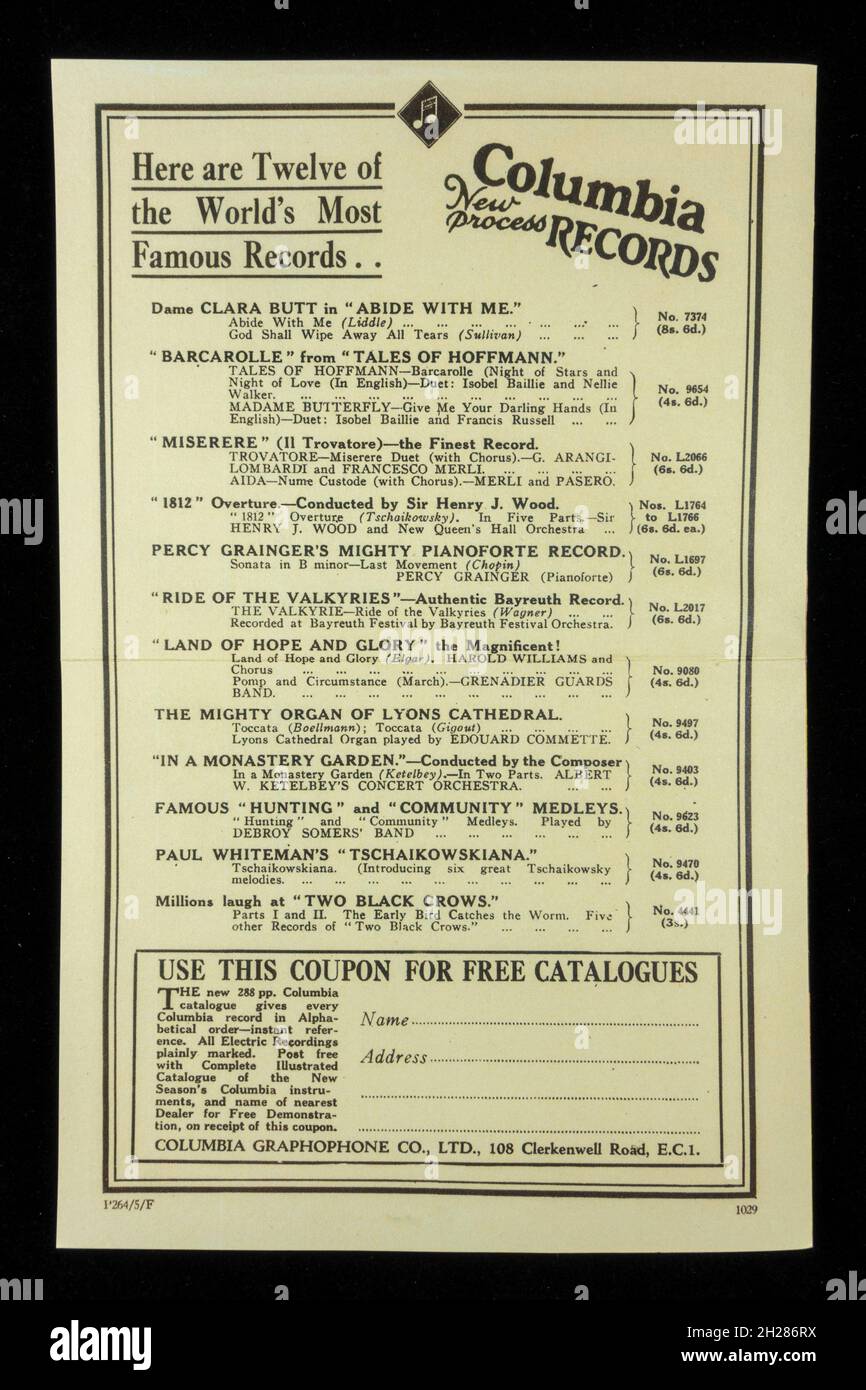 Here are Twelve of
the World's Most
Famous Records . .
Columbia
New
process RECORDS
Dame CLARA BUTT in "ABIDE WITH ME."
Abide With Me (Liddle) ... ... ... ... ... ... ...
God Shall Wipe Away All Tears (Sullivan) ... ... ...
No. 7374
(8s. 6d.)
"BARCAROLLE" from "TALES OF HOFFMANN."
TALES OF HOFFMANN—Barcarolle (Night of Stars and
Night of Love (In English)—Duet: Isobel Baillie and Nellie
Walker. ... ... ... ... ... ... ... ... ...
MADAME BUTTERFLY—Give Me Your Darling Hands (In
English)—Duet: Isobel Baillie and Francis Russell ... ...
No. 9654
(4s. 6d.)
"MISERERE" (Il Trovatore)—the Finest Record.
TROVATORE—Miserere Duet (with Chorus).—G. ARANGI-
LOMBARDI and FRANCESCO MERLI. ... ... ... ...
AIDA—Nume Custode (with Chorus).—MERLI and PASERO.
No. L2066
(6s. 6d.)
"1812" Overture.—Conducted by Sir Henry J. Wood.
"1812" Overture (Tschaikowsky). In Five Parts.—Sir
HENRY J. WOOD and New Queen's Hall Orchestra ...
Nos. L1764
to L1766
(6s. 6d. ea.)
PERCY GRAINGER'S MIGHTY PIANOFORTE RECORD.
Sonata in B minor—Last Movement (Chopin)
PERCY GRAINGER (Pianoforte)
No. L1697
(6s. 6d.)
"RIDE OF THE VALKYRIES"—Authentic Bayreuth Record.
THE VALKYRIE—Ride of the Valkyries (Wagner) ... ...
Recorded at Bayreuth Festival by Bayreuth Festival Orchestra.
No. L2017
(6s. 6d.)
"LAND OF HOPE AND GLORY" the Magnificent!
Land of Hope and Glory (Elgar). HAROLD WILLIAMS and
Chorus ... ... ... ... ... ... ... ... ...
Pomp and Circumstance (March).—GRENADIER GUARDS
BAND. ... ... ... ... ... ... ... ... ...
No. 9080
(4s. 6d.)
THE MIGHTY ORGAN OF LYONS CATHEDRAL.
Toccata (Boellmann); Toccata (Gigout) ... ... ... ...
Lyons Cathedral Organ played by EDOUARD COMMETTE.
No. 9497
(4s. 6d.)
"IN A MONASTERY GARDEN."—Conducted by the Composer
In a Monastery Garden (Ketelbey).—In Two Parts. ALBERT
W. KETELBEY'S CONCERT ORCHESTRA. ... ...
No. 9403
(4s. 6d.)
FAMOUS "HUNTING" and "COMMUNITY" MEDLEYS.
"Hunting" and "Community" Medleys. Played by
DEBROY SOMERS' BAND ... ... ... ... ... ...
No. 9623
(4s. 6d.)
PAUL WHITEMAN'S "TSCHAIKOWSKIANA."
Tschaikowskiana. (Introducing six great Tschaikowsky
melodies. ... ... ... ... ... ... ... ... ...
No. 9470
(4s. 6d.)
Millions laugh at "TWO BLACK CROWS."
Parts I and II. The Early Bird Catches the Worm. Five
other Records of "Two Black Crows." ... ... ... ...
No. 4441
(3s.)
USE THIS COUPON FOR FREE CATALOGUES
THE new 288 pp. Columbia
catalogue gives every
Columbia record in Alpha-
betical order—instant refer-
ence. All Electric Recordings
plainly marked. Post free
with Complete Illustrated
Catalogue of the New
Season's Columbia instru-
ments, and name of nearest
Dealer for Free Demonstra-
tion, on receipt of this coupon.
Name
Address
COLUMBIA GRAPHOPHONE CO., LTD., 108 Clerkenwell Road, E.C.1.
P264/5/F
1029
alamy
Image ID: 2H286RX
www.alamy.com